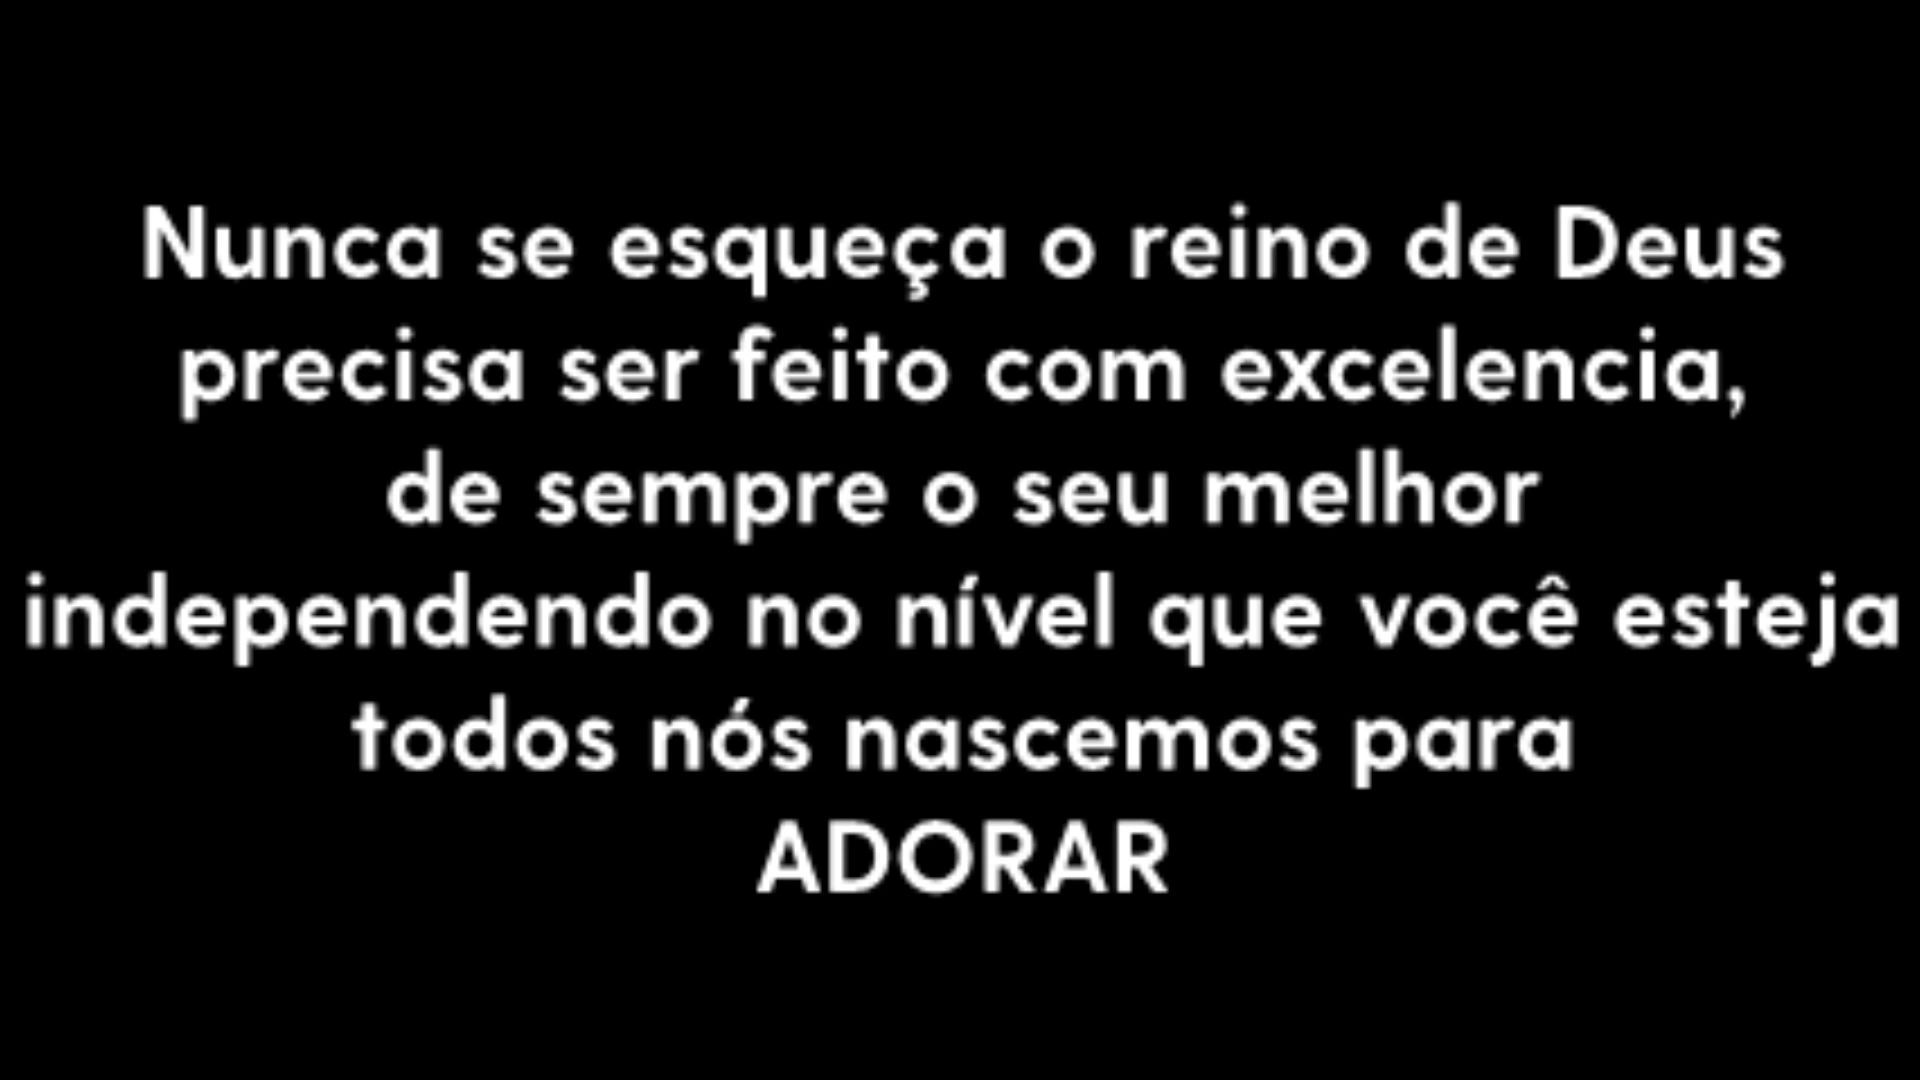 Nunca se esqueça o reino de Deus
precisa ser feito com excelencia,
de sempre o seu melhor
independendo no nível que você esteja
todos nós nascemos para
ADORAR